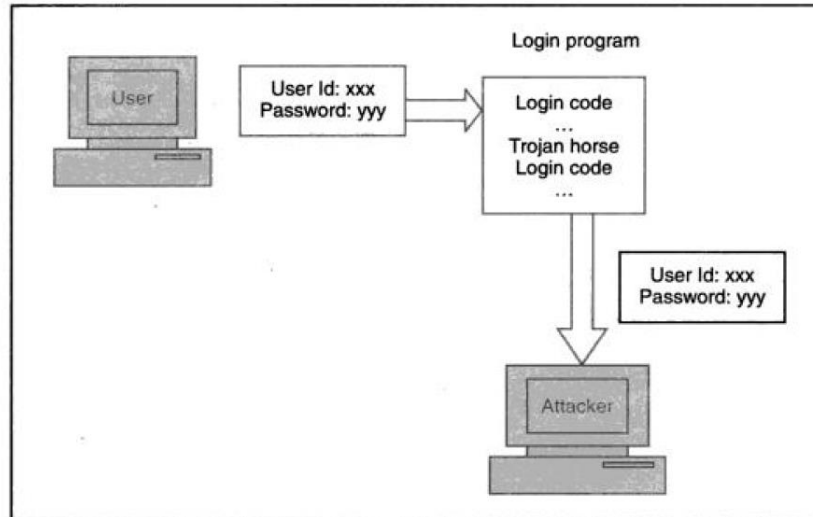 Login program
User
User Id: xxx
Password: yyy
Login code
...
Trojan horse
Login code
...
User Id: xxx
Password: yyy
Attacker